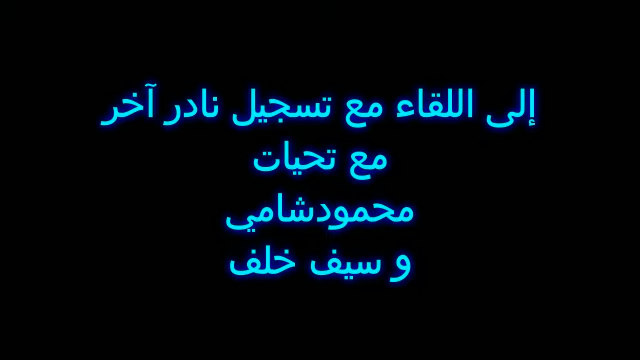 إلى اللقاء مع تسجيل نادر آخر
مع تحيات
محمودشامي
و سيف خلف